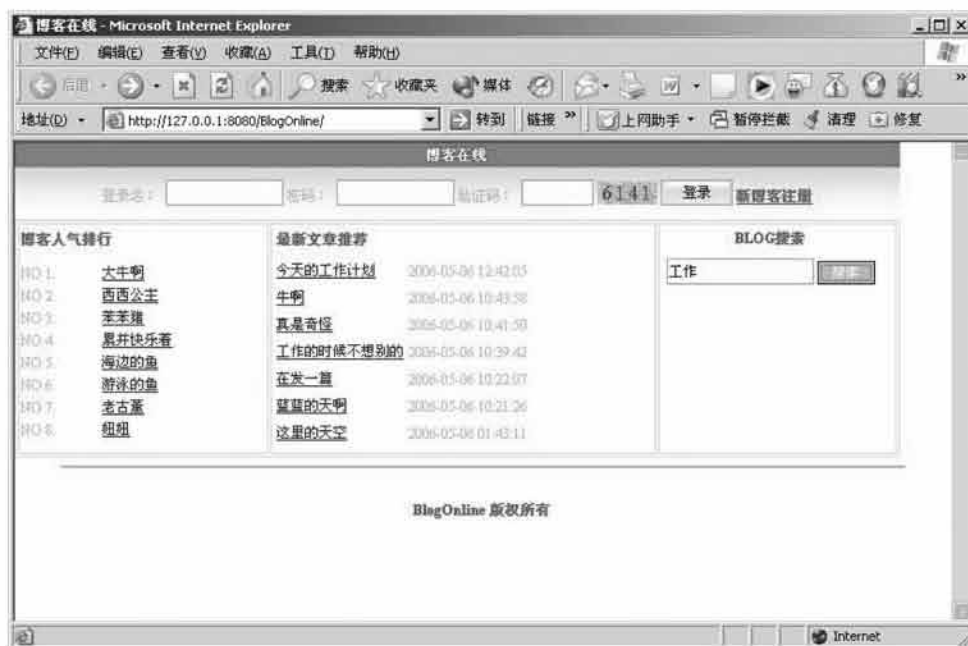 博客在线 - Microsoft Internet Explorer
文件(F) 编辑(E) 查看(V) 收藏(A) 工具(T) 帮助(H)
后退 搜索 收藏夹 媒体
地址(D) http://127.0.0.1:8080/BlogOnline/ 转到 链接 » 上网助手 暂停拦截 清理 修复
博客在线
登录名： 密码： 验证码： 6141 登录 新博客注册
博客人气排行 最新文章推荐 BLOG搜索
NO 1. 大牛啊 今天的工作计划 2006-05-06 12:42:05 工作
NO 2. 西西公主 牛啊 2006-05-06 10:43:58
NO 3. 笨笨猪 真是奇怪 2006-05-06 10:41:50
NO 4. 累并快乐着 工作的时候不想别的 2006-05-06 10:39:42
NO 5. 海边的鱼 在发一篇 2006-05-06 10:22:07
NO 6. 游泳的鱼 蓝蓝的天啊 2006-05-06 10:21:26
NO 7. 老古董 这里的天空 2006-05-06 01:43:11
NO 8. 妞妞
BlogOnline 版权所有
Internet